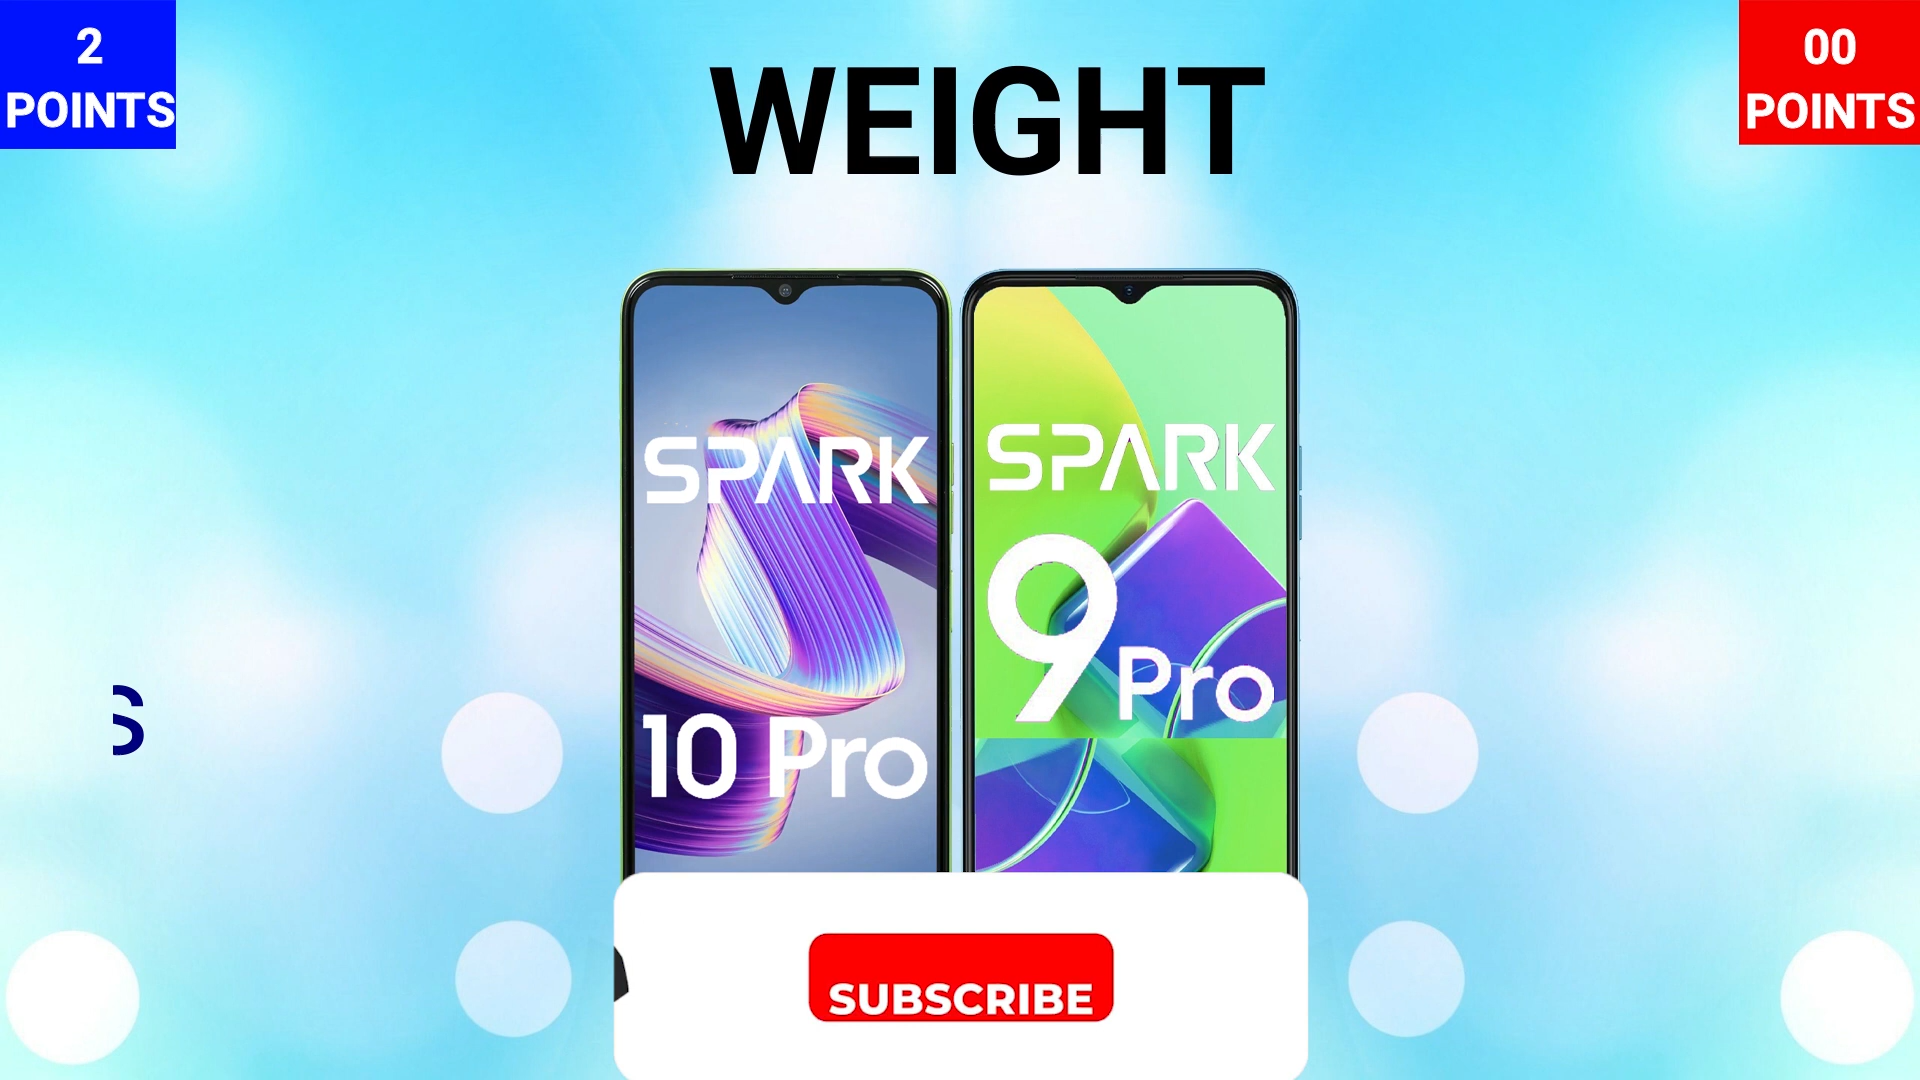 2
POINTS
WEIGHT
00
POINTS
SPARK
10 Pro
SPARK
9 Pro
S
SUBSCRIBE